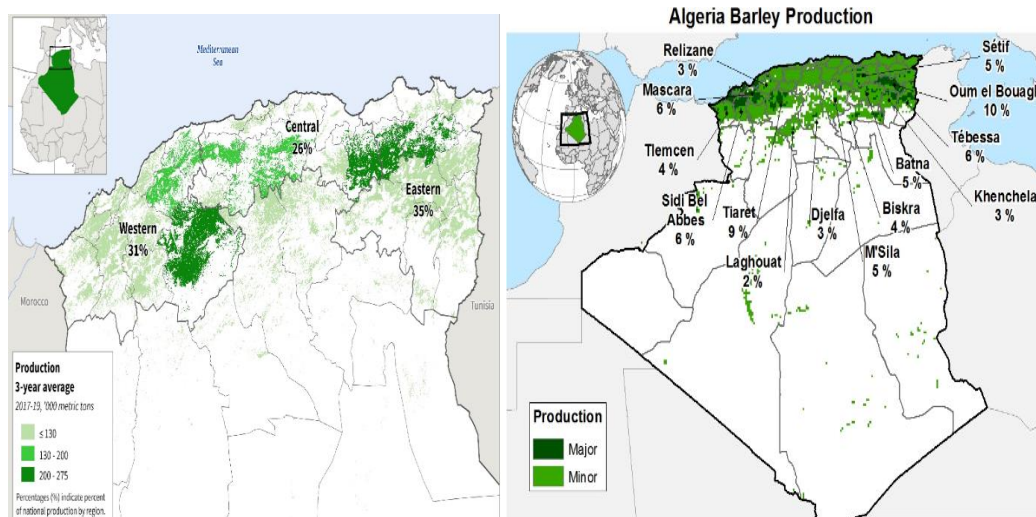 Mediterranean
Sea
Central
26%
Eastern
35%
Western
31%
Morocco
Tunisia
Production
3-year average
2017-19, '000 metric tons
≤ 130
130 - 200
200 - 275
Percentages (%) indicate percent
of national production by region.
Algeria Barley Production
Relizane
3 %
Sétif
5 %
Mascara
6 %
Oum el Bouagi
10 %
Tlemcen
4 %
Tébessa
6 %
Batna
5 %
Khenchela
3 %
Sidi Bel
Abbes
6 %
Tiaret
9 %
Djelfa
3 %
Biskra
4 %
Laghouat
2 %
M'Sila
5 %
Production
Major
Minor